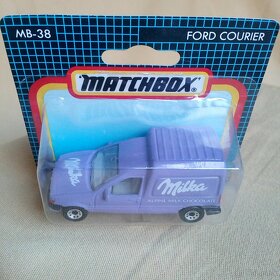 MB-38
FORD COURIER
MATCHBOX
Milka
Milka
ALPINE MILK CHOCOLATE